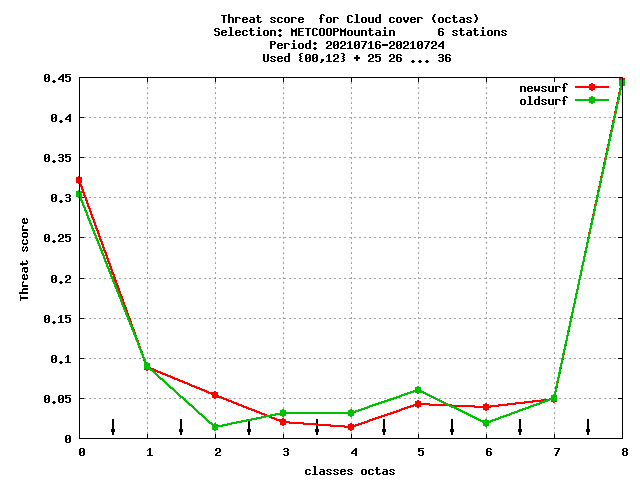 Threat score  for Cloud cover (octas)
Selection: METCOOPMountain      6 stations
Period: 20210716-20210724
Used {00,12} + 25 26 ... 36
newsurf
oldsurf
0.45
0.4
0.35
0.3
0.25
0.2
0.15
0.1
0.05
0
Threat score
0 1 2 3 4 5 6 7 8
classes octas